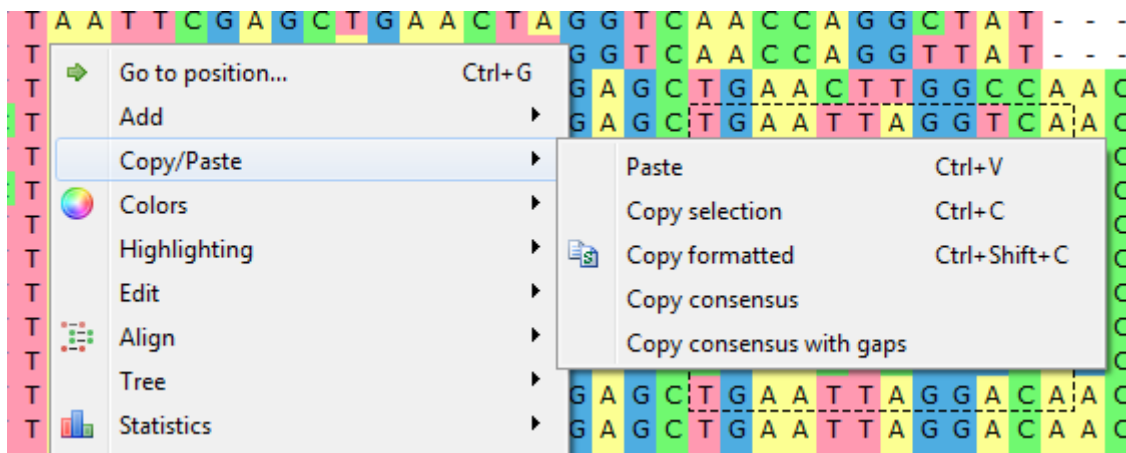 T A A T T C G A G C T G A A C T A G G T C A A C C A G G C T A T - - -
T G G T C A A C C A G G T T A T - - -
Go to position... Ctrl+G
T G A G C T G A A C T T G G C C A A C
T Add G A G C T G A A T T A G G T C A A C
T Copy/Paste
T Colors
T Highlighting
T Edit
T Align
T Tree
T Statistics
Paste Ctrl+V
Copy selection Ctrl+C
Copy formatted Ctrl+Shift+C
Copy consensus
Copy consensus with gaps
T G A G C T G A A T T A G G A C A A C
T G A G C T G A A T T A G G A C A A C